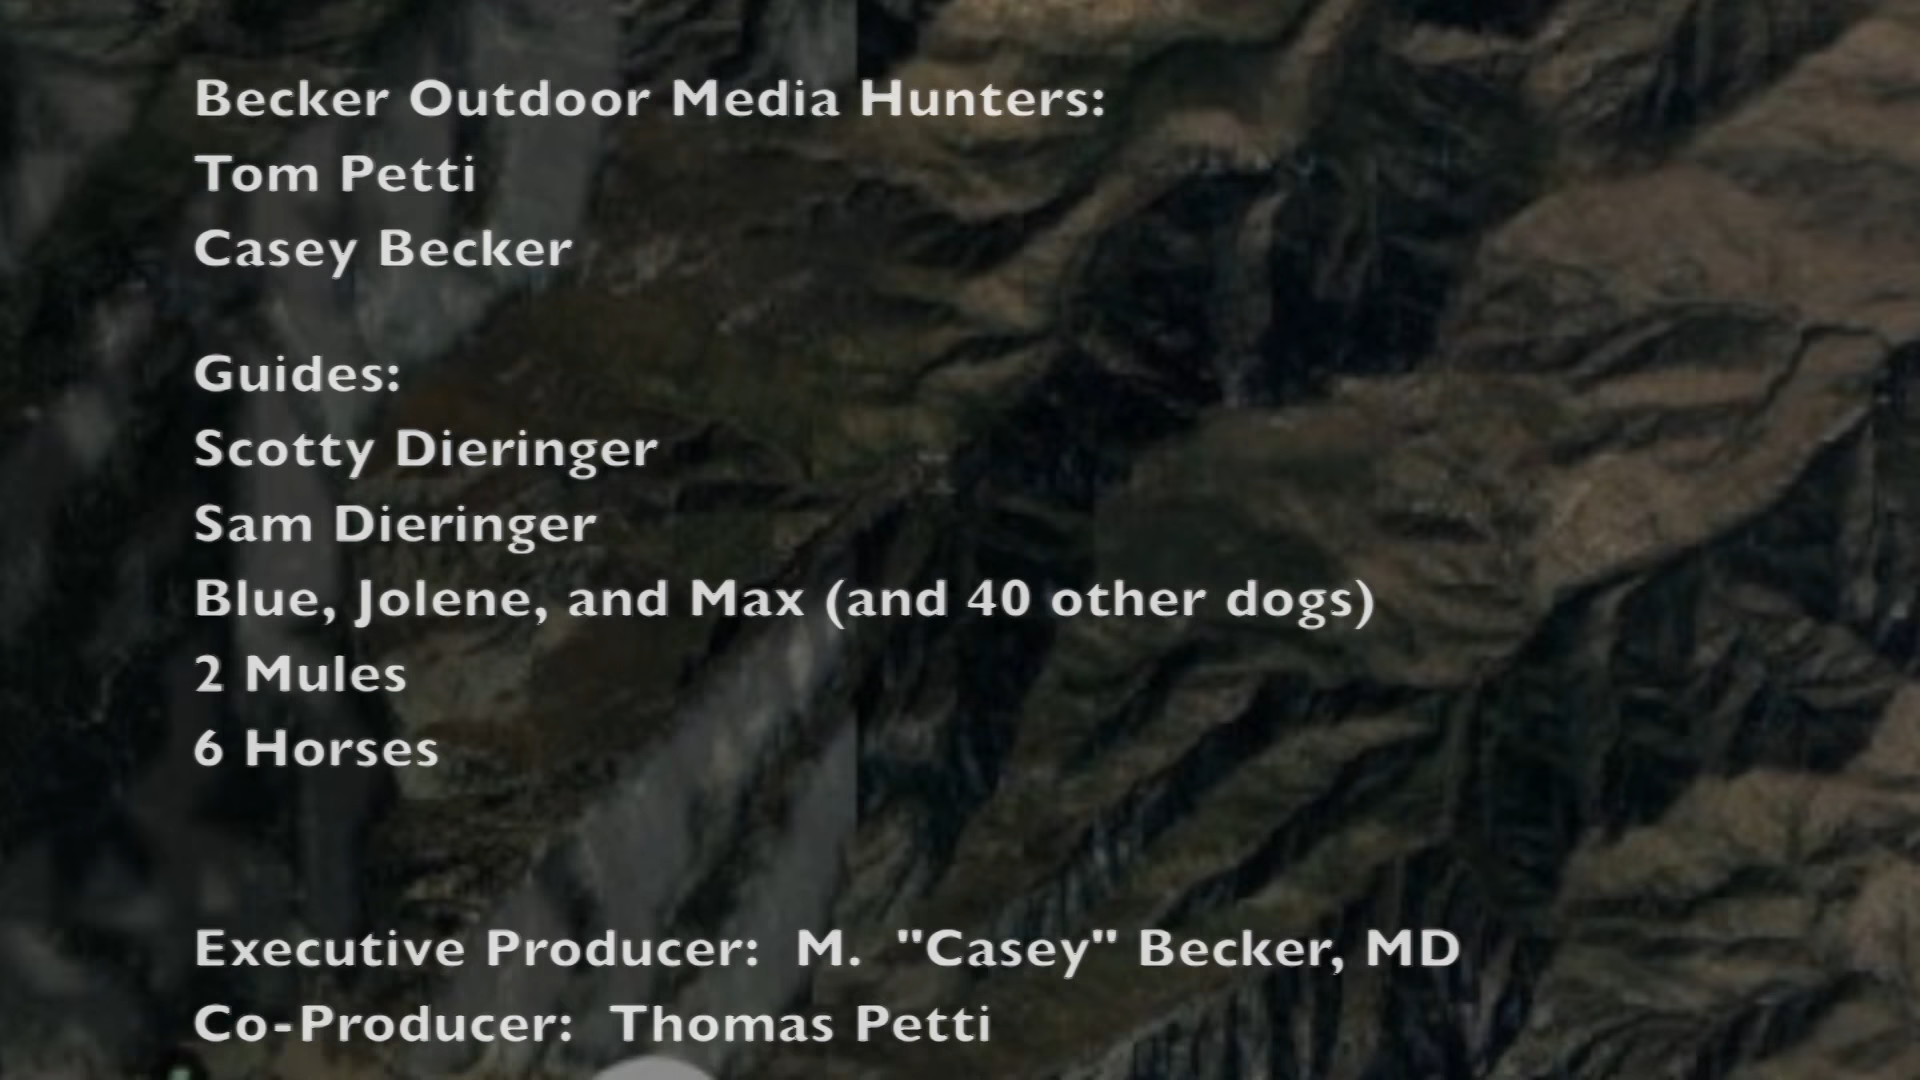 Becker Outdoor Media Hunters:
Tom Petti
Casey Becker
Guides:
Scotty Dieringer
Sam Dieringer
Blue, Jolene, and Max (and 40 other dogs)
2 Mules
6 Horses
Executive Producer:  M.  "Casey" Becker, MD
Co-Producer:  Thomas Petti